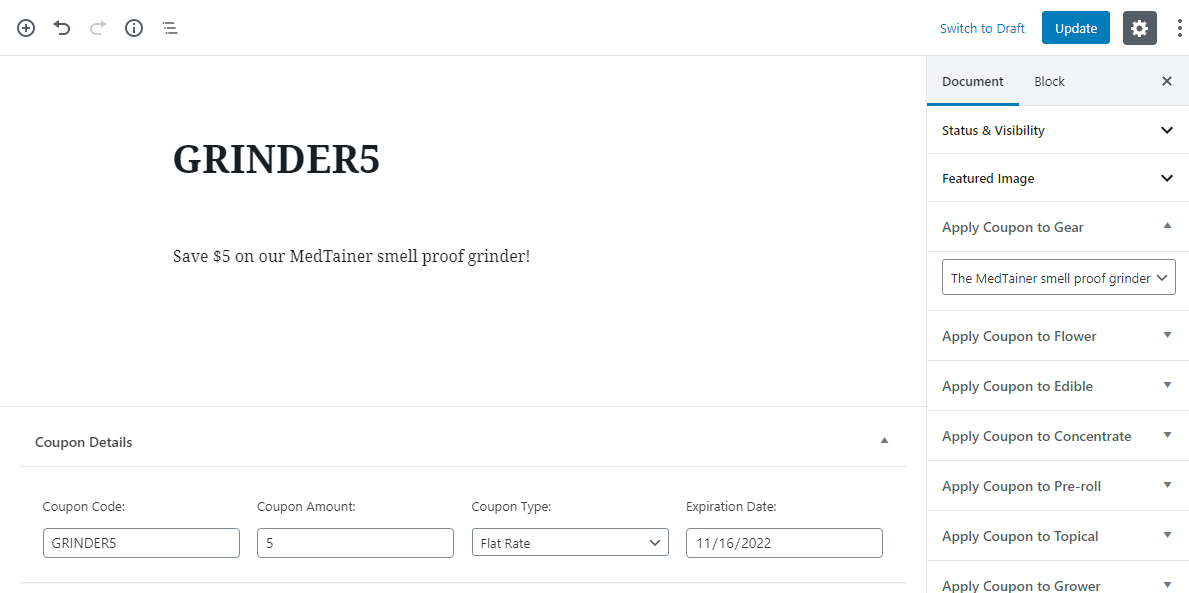 Switch to Draft
Update
Document
Block
Status & Visibility
Featured Image
Apply Coupon to Gear
The MedTainer smell proof grinder
Apply Coupon to Flower
Apply Coupon to Edible
Apply Coupon to Concentrate
Apply Coupon to Pre-roll
Apply Coupon to Topical
Apply Coupon to Grower
GRINDER5
Save $5 on our MedTainer smell proof grinder!
Coupon Details
Coupon Code:
GRINDER5
Coupon Amount:
5
Coupon Type:
Flat Rate
Expiration Date:
11/16/2022